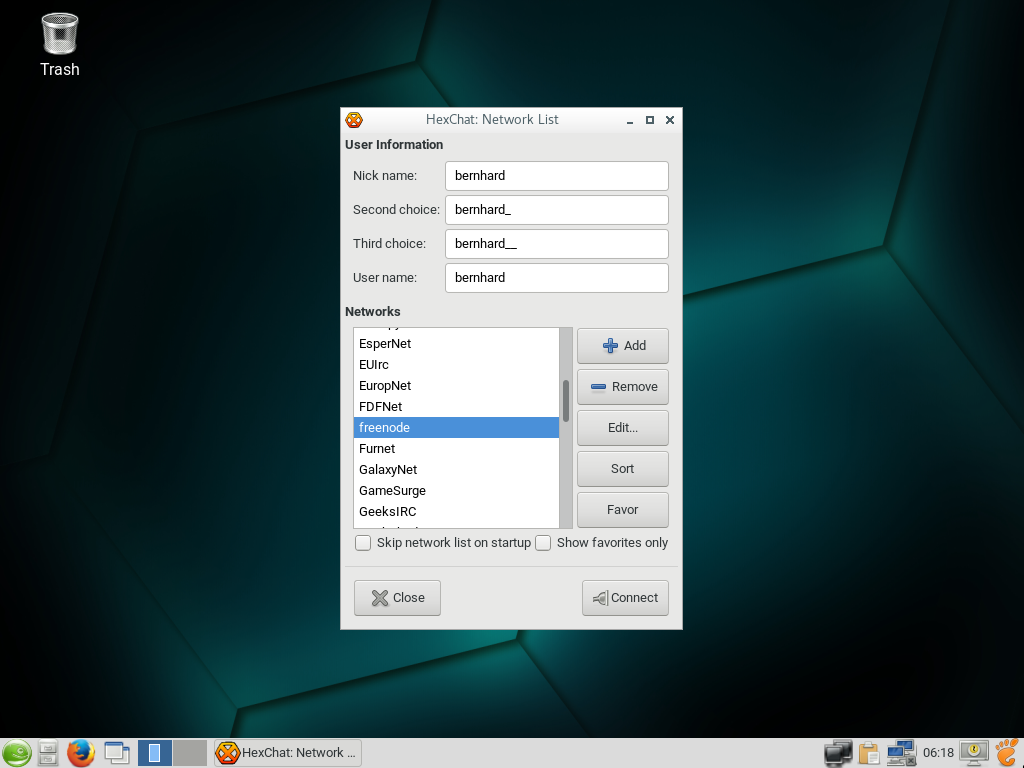 Trash
HexChat: Network List
User Information
Nick name: bernhard
Second choice: bernhard_
Third choice: bernhard__
User name: bernhard
Networks
EsperNet
EUIrc
EuropNet
FDFNet
freenode
Furnet
GalaxyNet
GameSurge
GeeksIRC
Add
Remove
Edit...
Sort
Favor
Skip network list on startup Show favorites only
Close Connect
HexChat: Network ... 06:18